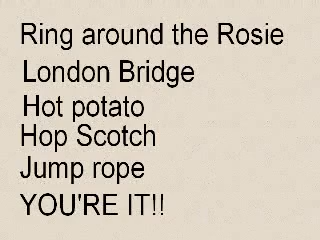 Ring around the Rosie
London Bridge
Hot potato
Hop Scotch
Jump rope
YOU'RE IT!!